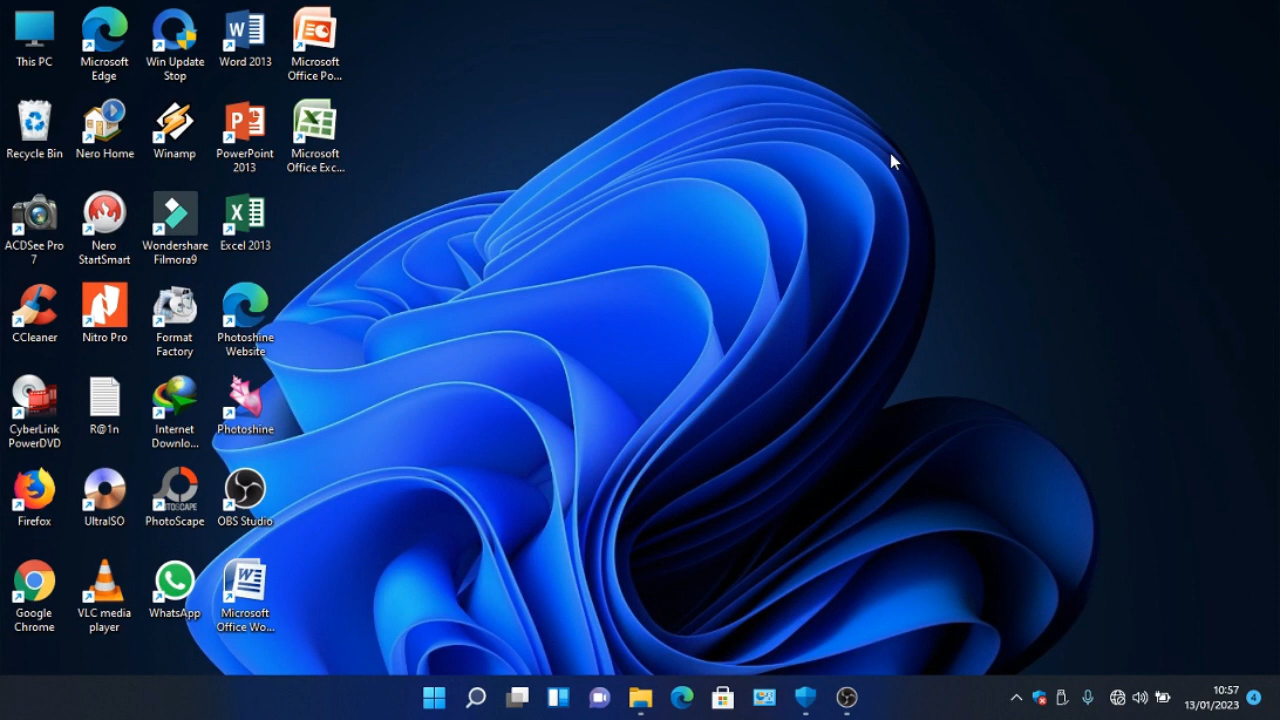 This PC
Microsoft
Edge
Win Update
Stop
Word 2013
Microsoft
Office Po...
Recycle Bin
Nero Home
Winamp
PowerPoint
2013
Microsoft
Office Exc...
ACDSee Pro
7
Nero
StartSmart
Wondershare
Filmora9
Excel 2013
CCleaner
Nitro Pro
Format
Factory
Photoshine
Website
CyberLink
PowerDVD
R@1n
Internet
Downlo...
Photoshine
Firefox
UltraISO
PhotoScape
OBS Studio
Google
Chrome
VLC media
player
WhatsApp
Microsoft
Office Wo...
10:57
13/01/2023
4